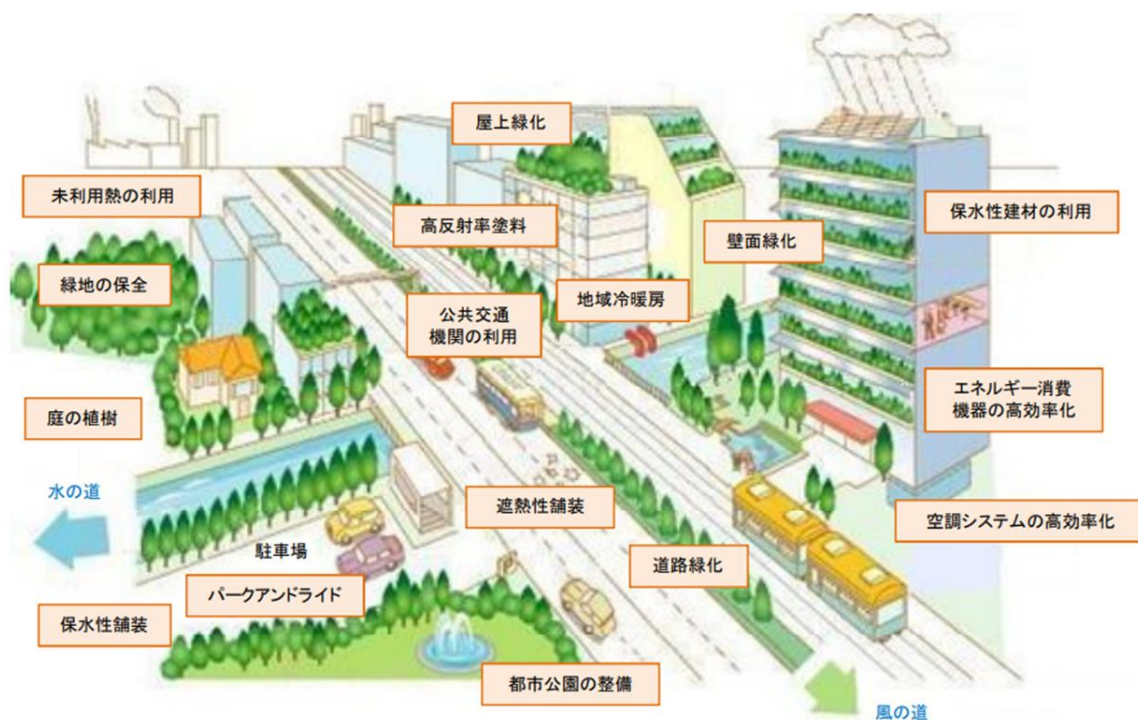 屋上緑化
未利用熱の利用
高反射率塗料
壁面緑化
保水性建材の利用
緑地の保全
地域冷暖房
公共交通
機関の利用
エネルギー消費
機器の高効率化
庭の植樹
水の道
遮熱性舗装
空調システムの高効率化
駐車場
道路緑化
パークアンドライド
保水性舗装
都市公園の整備
風の道